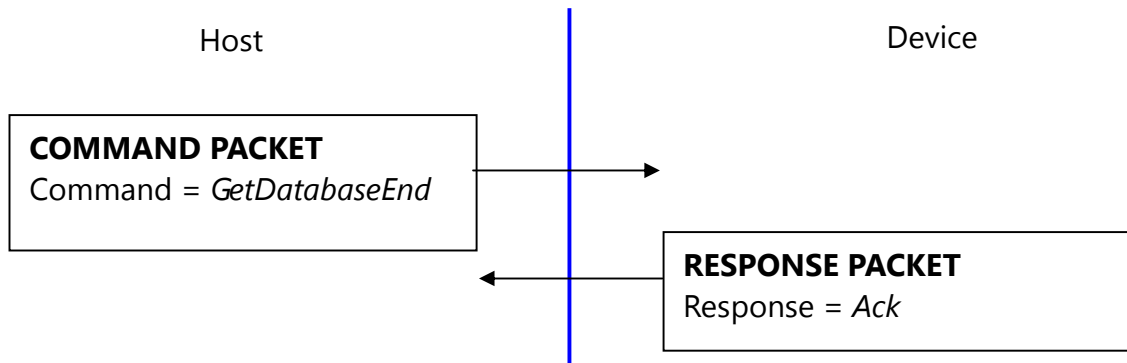 Host
Device
COMMAND PACKET
Command = GetDatabaseEnd
RESPONSE PACKET
Response = Ack